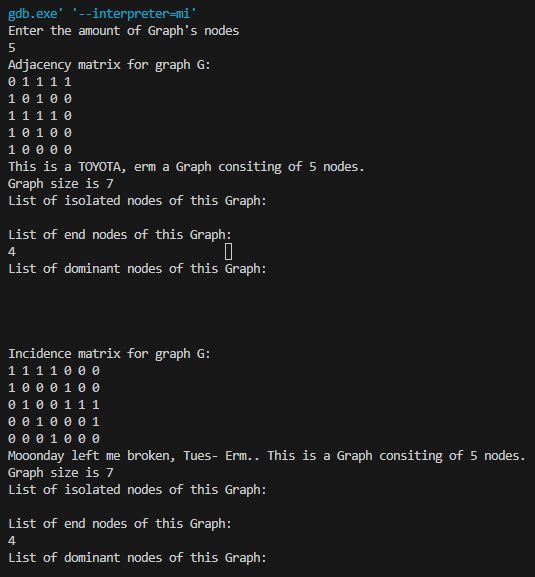 gdb.exe' '--interpreter=mi'
Enter the amount of Graph's nodes
5
Adjacency matrix for graph G:
0 1 1 1 1
1 0 1 0 0
1 1 1 1 0
1 0 1 0 0
1 0 0 0 0
This is a TOYOTA, erm a Graph consiting of 5 nodes.
Graph size is 7
List of isolated nodes of this Graph:
List of end nodes of this Graph:
4
List of dominant nodes of this Graph:
Incidence matrix for graph G:
1 1 1 1 0 0 0
1 0 0 0 1 0 0
0 1 0 0 1 1 1
0 0 1 0 0 0 1
0 0 0 1 0 0 0
Mooonday left me broken, Tues- Erm.. This is a Graph consiting of 5 nodes.
Graph size is 7
List of isolated nodes of this Graph:
List of end nodes of this Graph:
4
List of dominant nodes of this Graph: